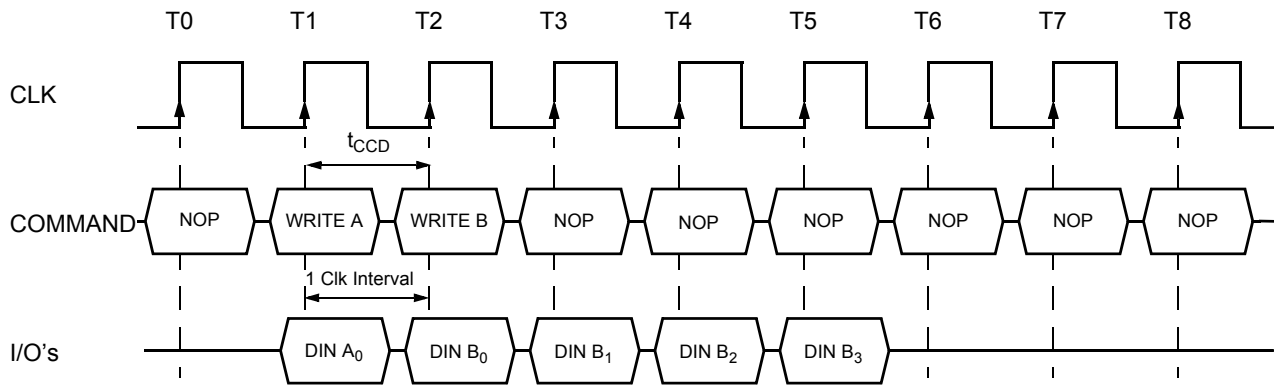 T0 T1 T2 T3 T4 T5 T6 T7 T8
CLK
tCCD
COMMAND NOP WRITE A WRITE B NOP NOP NOP NOP NOP NOP
1 Clk Interval
I/O's DIN A0 DIN B0 DIN B1 DIN B2 DIN B3